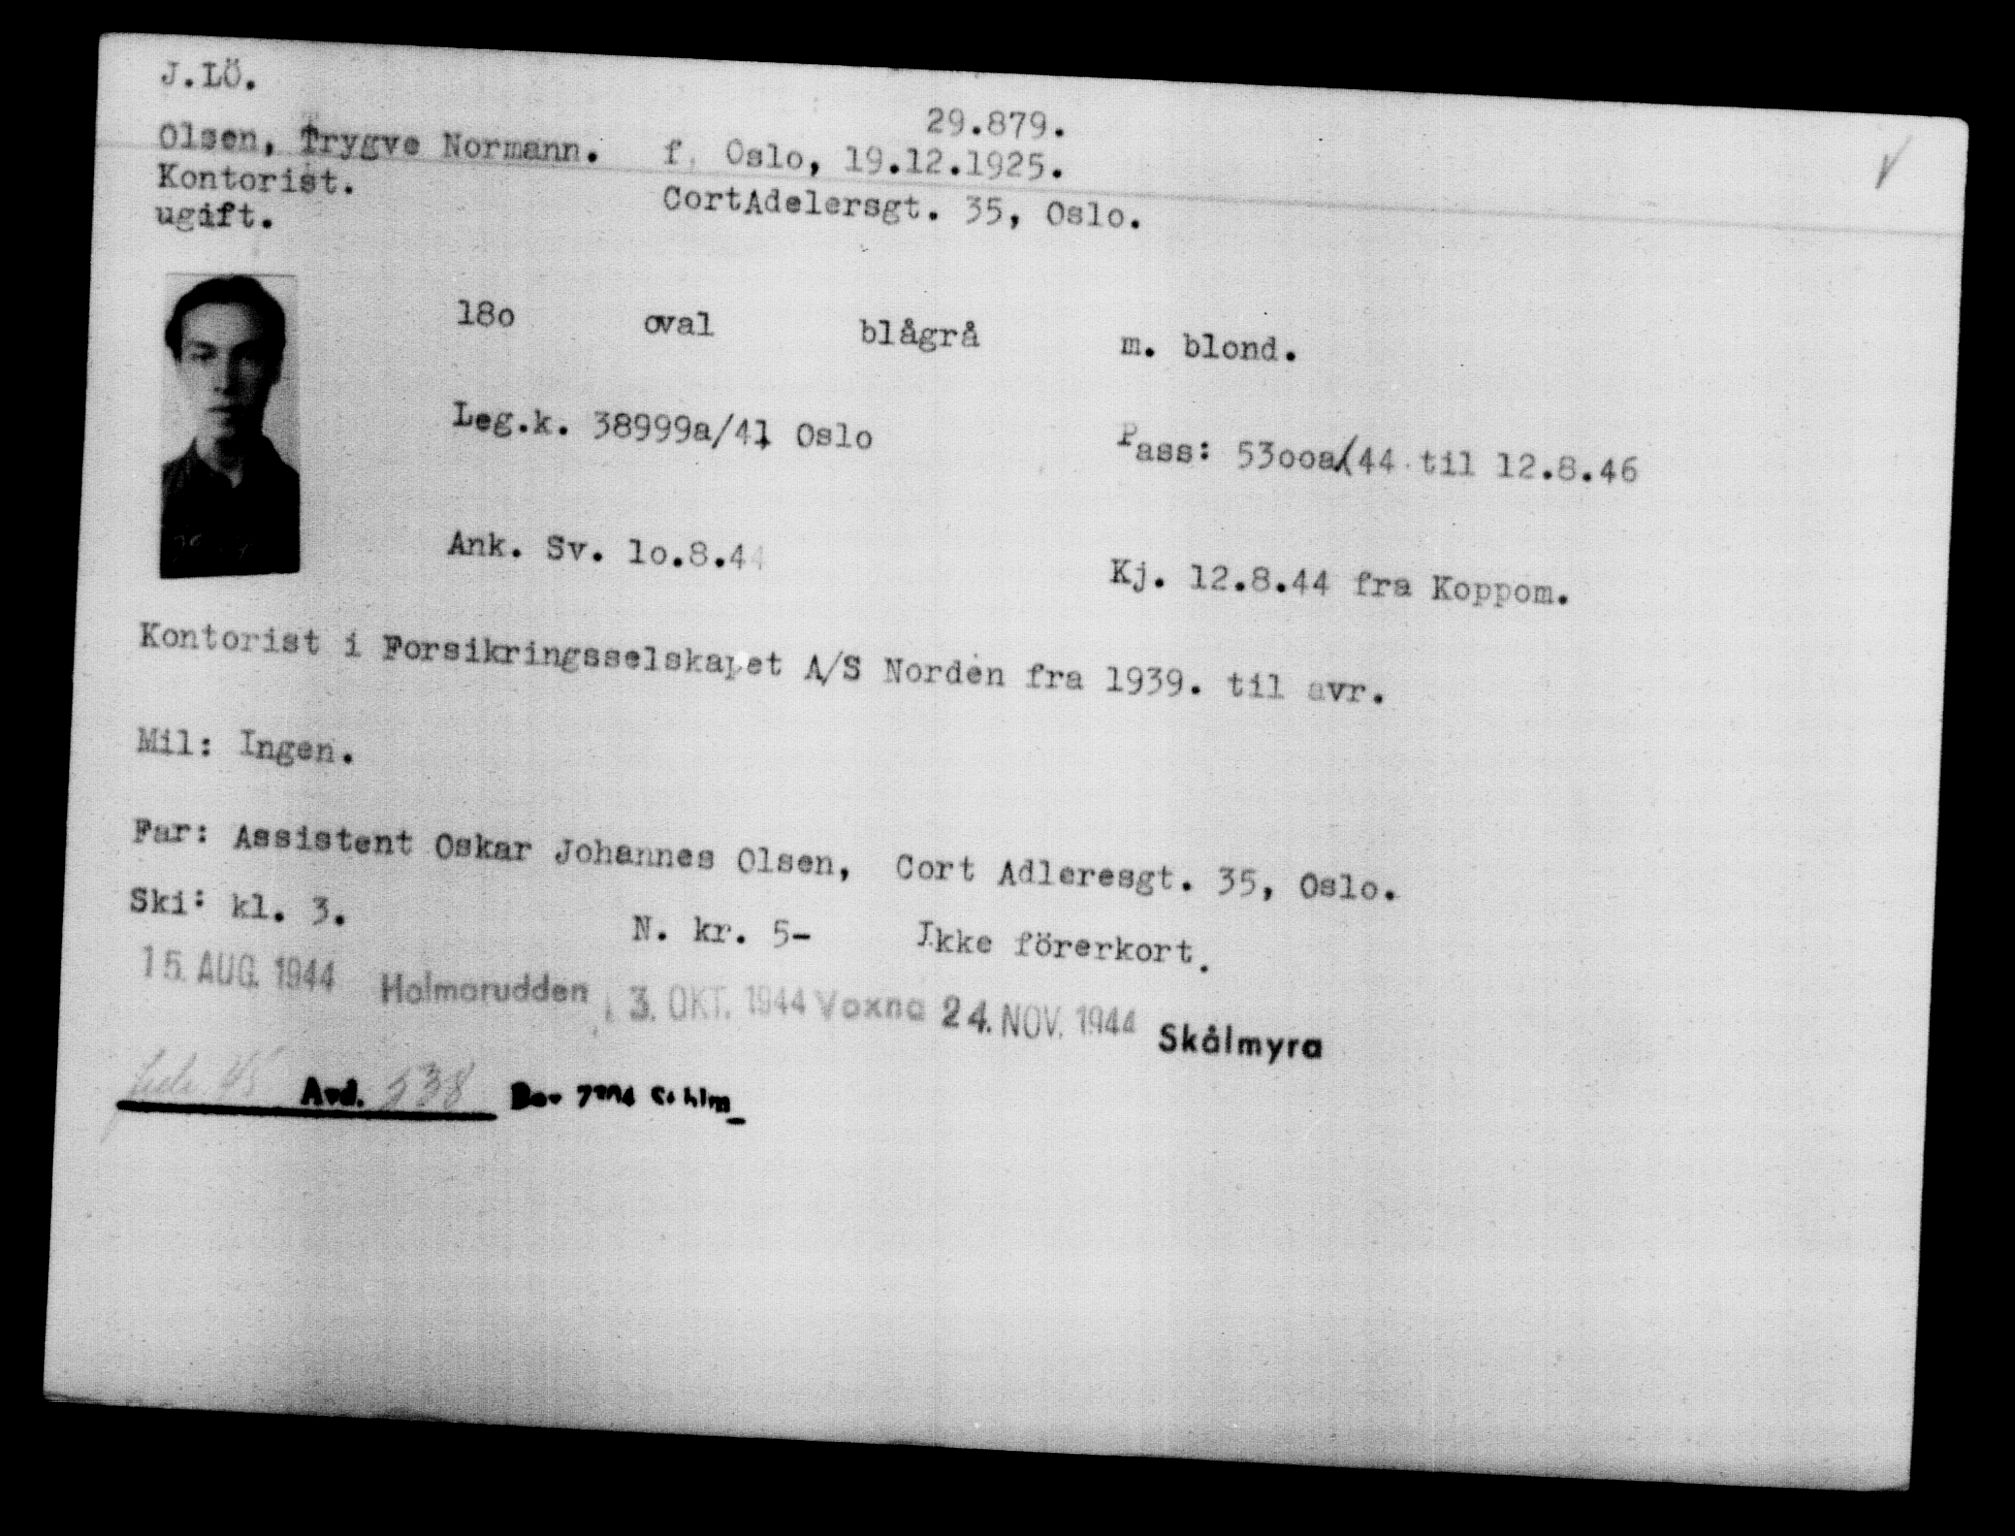 J.LÖ.
29.879.
Olsen, Trygve Normann. f. Oslo, 19.12.1925.
Kontorist. CortAdelersgt. 35, Oslo.
ugift.
18o oval blågrå m. blond.
Leg.k. 38999a/41 Oslo Pass: 53ooa/44 til 12.8.46
Ank. Sv. 1o.8.44 Kj. 12.8.44 fra Koppom.
Kontorist i Forsikringsselskapet A/S Norden fra 1939. til avr.
Mil: Ingen.
Far: Assistent Oskar Johannes Olsen, Cort Adleresgt. 35, Oslo.
Ski: kl. 3. N. kr. 5- Ikke förerkort.
15. AUG. 1944 Holmarudden 3. OKT. 1944 Voxna 24. NOV. 1944 Skålmyra
45 Avd. 538